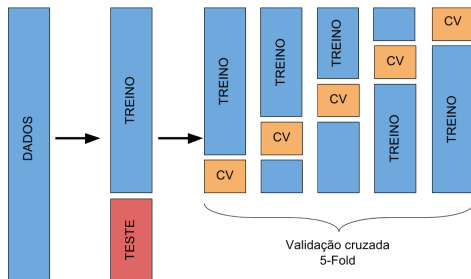 DADOS
TREINO
TESTE
TREINO
CV
TREINO
CV
TREINO
CV
CV
TREINO
CV
TREINO
Validação cruzada
5-Fold